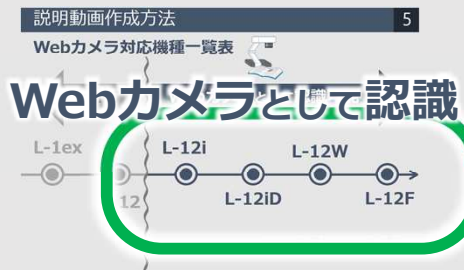 説明動画作成方法
5
Webカメラ対応機種一覧表
Webカメラとして認識
L-1ex
L-12i
L-12W
12
L-12iD
L-12F